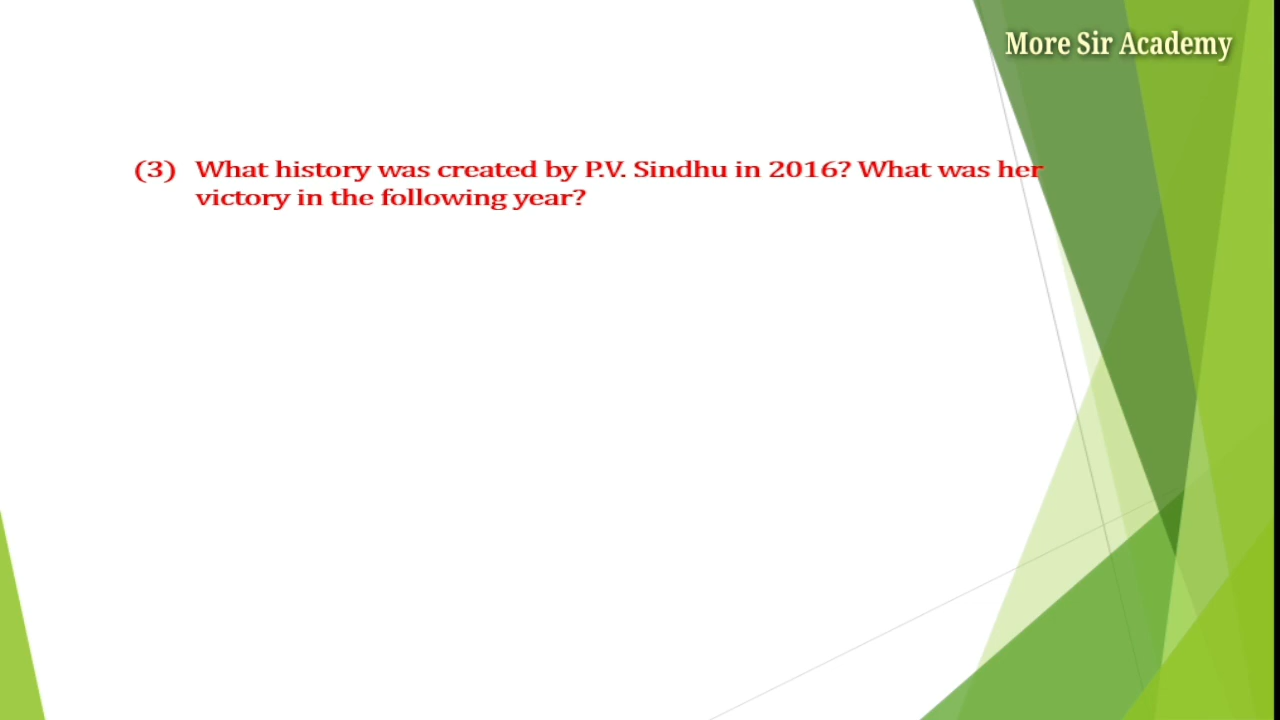 More Sir Academy
(3) What history was created by P.V. Sindhu in 2016? What was her
victory in the following year?